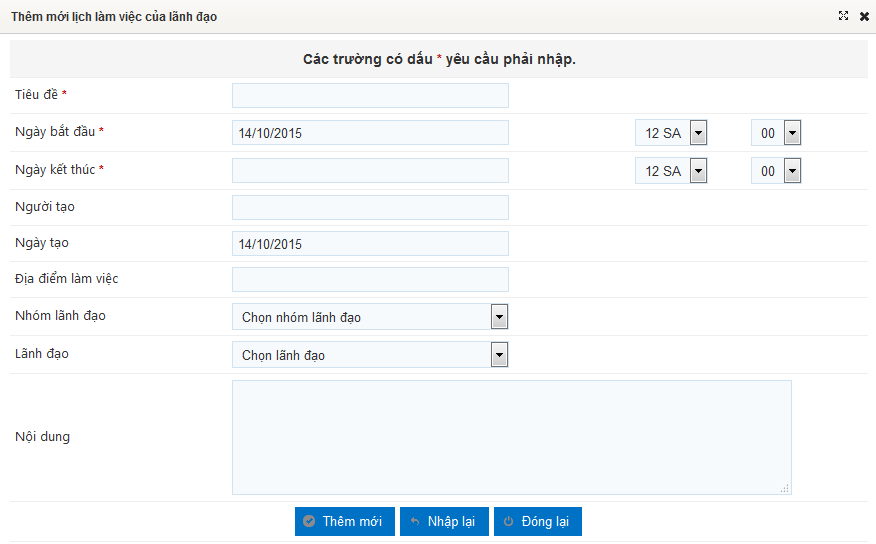 Thêm mới lịch làm việc của lãnh đạo
Các trường có dấu * yêu cầu phải nhập.
Tiêu đề *
Ngày bắt đầu * 14/10/2015 12 SA 00
Ngày kết thúc * 12 SA 00
Người tạo
Ngày tạo 14/10/2015
Địa điểm làm việc
Nhóm lãnh đạo Chọn nhóm lãnh đạo
Lãnh đạo Chọn lãnh đạo
Nội dung
Thêm mới Nhập lại Đóng lại